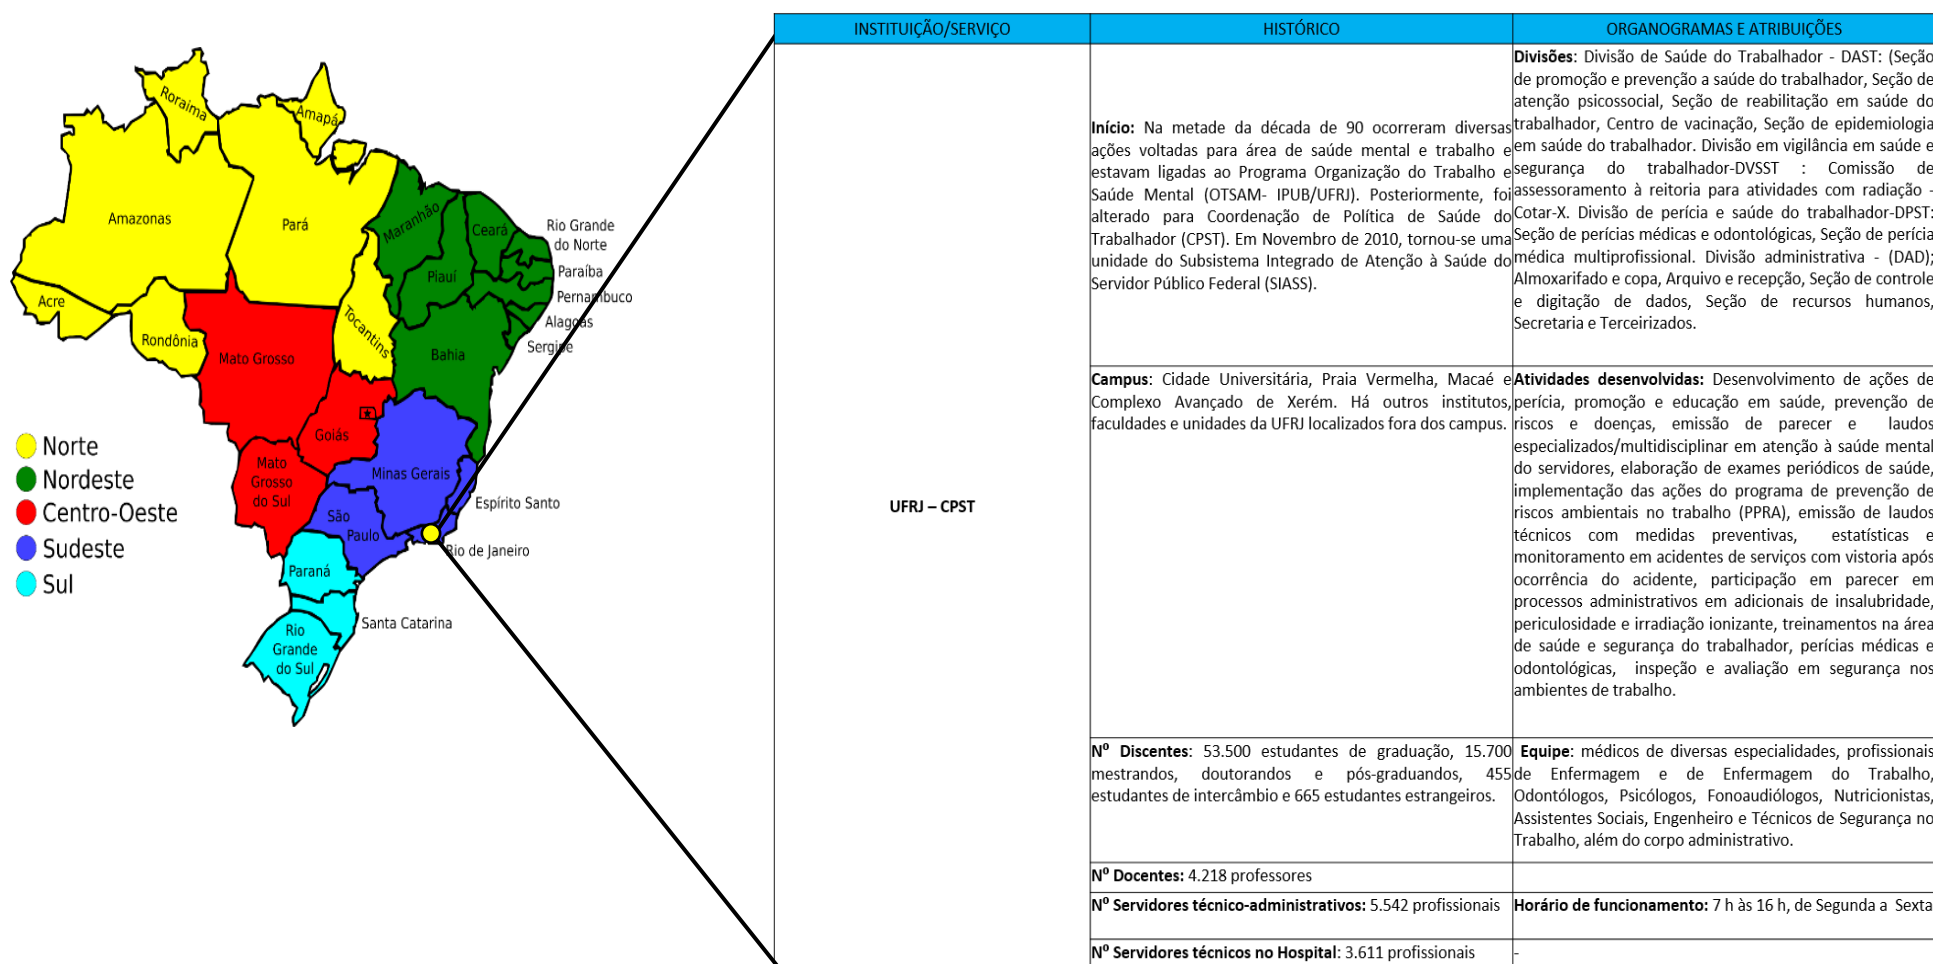 Roraima
Amapá
Amazonas
Pará
Maranhão
Ceará
Rio Grande
do Norte
Piauí
Paraíba
Pernambuco
Acre
Rondônia
Tocantins
Alagoas
Sergipe
Mato Grosso
Bahia
Goiás
Mato
Grosso
do Sul
Minas Gerais
Espírito Santo
São
Paulo
Rio de Janeiro
Paraná
Santa Catarina
Rio
Grande
do Sul
Norte
Nordeste
Centro-Oeste
Sudeste
Sul
INSTITUIÇÃO/SERVIÇO
HISTÓRICO
ORGANOGRAMAS E ATRIBUIÇÕES
UFRJ – CPST
Início: Na metade da década de 90 ocorreram diversas
ações voltadas para área de saúde mental e trabalho e
estavam ligadas ao Programa Organização do Trabalho e
Saúde Mental (OTSAM- IPUB/UFRJ). Posteriormente, foi
alterado para Coordenação de Política de Saúde do
Trabalhador (CPST). Em Novembro de 2010, tornou-se uma
unidade do Subsistema Integrado de Atenção à Saúde do
Servidor Público Federal (SIASS).
Divisões: Divisão de Saúde do Trabalhador - DAST: (Seção
de promoção e prevenção a saúde do trabalhador, Seção de
atenção psicossocial, Seção de reabilitação em saúde do
trabalhador, Centro de vacinação, Seção de epidemiologia
em saúde do trabalhador. Divisão em vigilância em saúde e
segurança do trabalhador-DVSST : Comissão de
assessoramento à reitoria para atividades com radiação -
Cotar-X. Divisão de perícia e saúde do trabalhador-DPST:
Seção de perícias médicas e odontológicas, Seção de perícia
médica multiprofissional. Divisão administrativa - (DAD);
Almoxarifado e copa, Arquivo e recepção, Seção de controle
e digitação de dados, Seção de recursos humanos,
Secretaria e Terceirizados.
Campus: Cidade Universitária, Praia Vermelha, Macaé e
Complexo Avançado de Xerém. Há outros institutos,
faculdades e unidades da UFRJ localizados fora dos campus.
Atividades desenvolvidas: Desenvolvimento de ações de
perícia, promoção e educação em saúde, prevenção de
riscos e doenças, emissão de parecer e laudos
especializados/multidisciplinar em atenção à saúde mental
do servidores, elaboração de exames periódicos de saúde,
implementação das ações do programa de prevenção de
riscos ambientais no trabalho (PPRA), emissão de laudos
técnicos com medidas preventivas, estatísticas e
monitoramento em acidentes de serviços com vistoria após
ocorrência do acidente, participação em parecer em
processos administrativos em adicionais de insalubridade,
periculosidade e irradiação ionizante, treinamentos na área
de saúde e segurança do trabalhador, perícias médicas e
odontológicas, inspeção e avaliação em segurança nos
ambientes de trabalho.
Nº Discentes: 53.500 estudantes de graduação, 15.700
mestrandos, doutorandos e pós-graduandos, 455
estudantes de intercâmbio e 665 estudantes estrangeiros.
Equipe: médicos de diversas especialidades, profissionais
de Enfermagem e de Enfermagem do Trabalho,
Odontólogos, Psicólogos, Fonoaudiólogos, Nutricionistas,
Assistentes Sociais, Engenheiro e Técnicos de Segurança no
Trabalho, além do corpo administrativo.
Nº Docentes: 4.218 professores
Nº Servidores técnico-administrativos: 5.542 profissionais
Horário de funcionamento: 7 h às 16 h, de Segunda a Sexta
Nº Servidores técnicos no Hospital: 3.611 profissionais
-